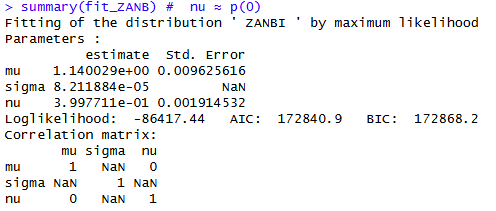 > summary(fit_ZANB) #  nu ≈ p(0)
Fitting of the distribution ' ZANBI ' by maximum likelihood
Parameters :
          estimate  Std. Error
mu    1.140029e+00 0.009625616
sigma 8.211884e-05         NaN
nu    3.997711e-01 0.001914532
Loglikelihood:  -86417.44   AIC:  172840.9   BIC:  172868.2
Correlation matrix:
       mu sigma  nu
mu      1   NaN   0
sigma NaN     1 NaN
nu      0   NaN   1